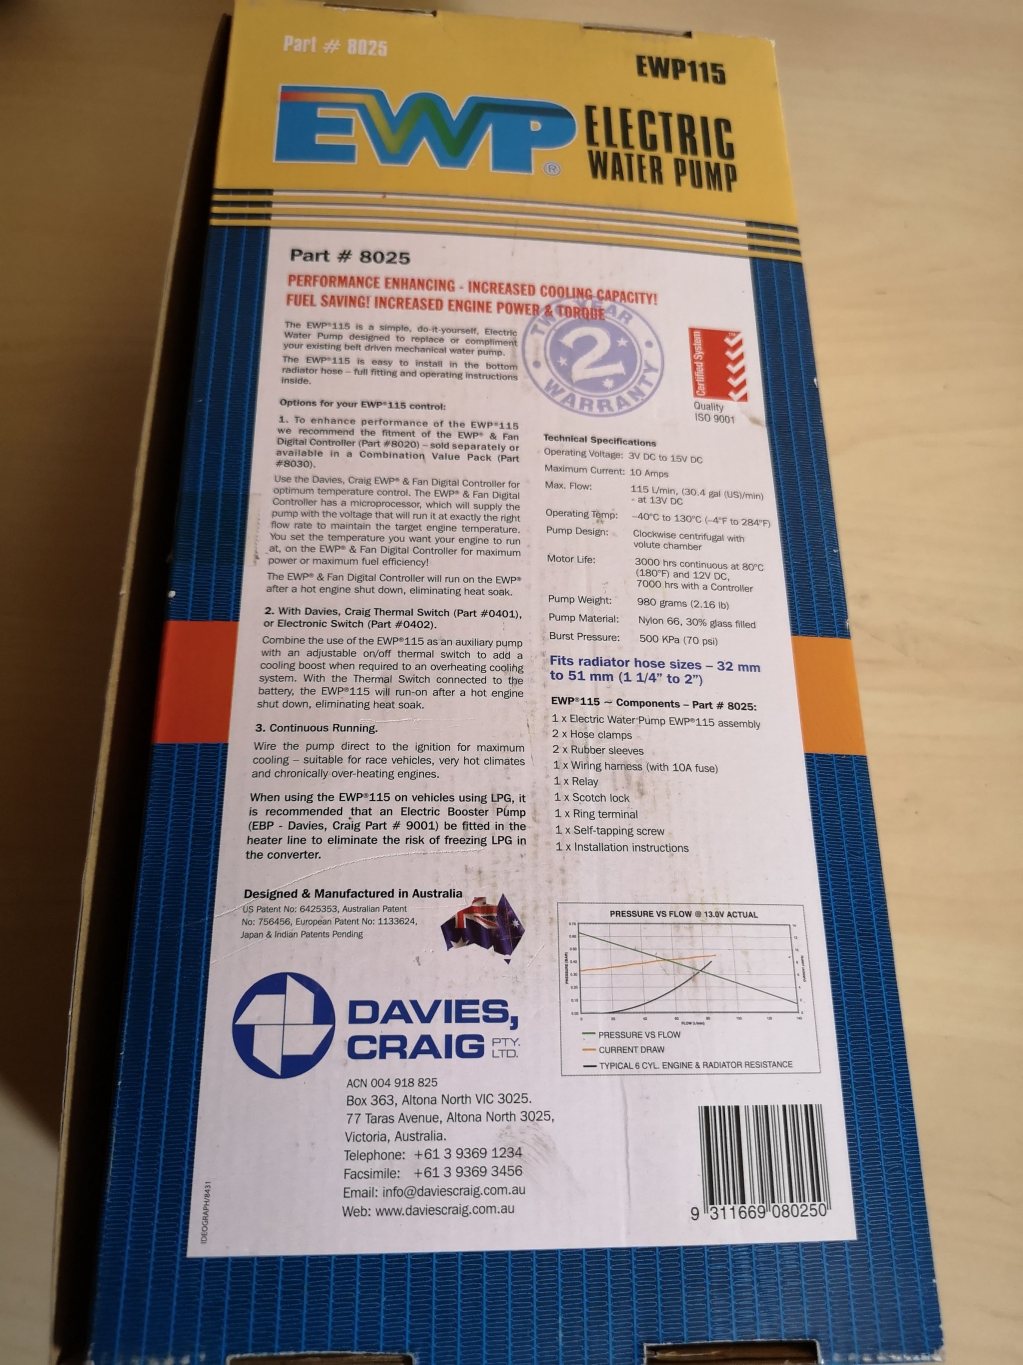 Part # 8025
EWP115
EWP®
ELECTRIC
WATER PUMP
Part # 8025
PERFORMANCE ENHANCING - INCREASED COOLING CAPACITY!
FUEL SAVING! INCREASED ENGINE POWER & TORQUE
The EWP®115 is a simple, do-it-yourself, Electric
Water Pump designed to replace or compliment
your existing belt driven mechanical water pump.
The EWP®115 is easy to install in the bottom
radiator hose – full fitting and operating instructions
inside.
TWO YEAR
2
WARRANTY
Certified System
Quality
ISO 9001
Options for your EWP®115 control:
1. To enhance performance of the EWP®115
we recommend the fitment of the EWP® & Fan
Digital Controller (Part #8020) – sold separately or
available in a Combination Value Pack (Part
#8030).
Use the Davies, Craig EWP® & Fan Digital Controller for
optimum temperature control. The EWP® & Fan Digital
Controller has a microprocessor, which will supply the
pump with the voltage that will run it at exactly the right
flow rate to maintain the target engine temperature.
You set the temperature you want your engine to run
at, on the EWP® & Fan Digital Controller for maximum
power or maximum fuel efficiency!
The EWP® & Fan Digital Controller will run on the EWP®
after a hot engine shut down, eliminating heat soak.
2. With Davies, Craig Thermal Switch (Part #0401),
or Electronic Switch (Part #0402).
Combine the use of the EWP®115 as an auxiliary pump
with an adjustable on/off thermal switch to add a
cooling boost when required to an overheating cooling
system. With the Thermal Switch connected to the
battery, the EWP®115 will run-on after a hot engine
shut down, eliminating heat soak.
3. Continuous Running.
Wire the pump direct to the ignition for maximum
cooling – suitable for race vehicles, very hot climates
and chronically over-heating engines.
When using the EWP®115 on vehicles using LPG, it
is recommended that an Electric Booster Pump
(EBP - Davies, Craig Part # 9001) be fitted in the
heater line to eliminate the risk of freezing LPG in
the converter.
Technical Specifications
Operating Voltage: 3V DC to 15V DC
Maximum Current: 10 Amps
Max. Flow: 115 L/min, (30.4 gal (US)/min)
- at 13V DC
Operating Temp: –40°C to 130°C (–4°F to 284°F)
Pump Design: Clockwise centrifugal with
volute chamber
Motor Life: 3000 hrs continuous at 80°C
(180°F) and 12V DC,
7000 hrs with a Controller
Pump Weight: 980 grams (2.16 lb)
Pump Material: Nylon 66, 30% glass filled
Burst Pressure: 500 KPa (70 psi)
Fits radiator hose sizes – 32 mm
to 51 mm (1 1/4” to 2”)
EWP®115 ~ Components – Part # 8025:
1 x Electric Water Pump EWP®115 assembly
2 x Hose clamps
2 x Rubber sleeves
1 x Wiring harness (with 10A fuse)
1 x Relay
1 x Scotch lock
1 x Ring terminal
1 x Self-tapping screw
1 x Installation instructions
Designed & Manufactured in Australia
US Patent No: 6425353, Australian Patent
No: 756456, European Patent No: 1133624,
Japan & Indian Patents Pending
PRESSURE VS FLOW @ 13.0V ACTUAL
FLOW (L/min)
PRESSURE VS FLOW
CURRENT DRAW
TYPICAL 6 CYL. ENGINE & RADIATOR RESISTANCE
DAVIES,
CRAIG PTY.
LTD.
ACN 004 918 825
Box 363, Altona North VIC 3025.
77 Taras Avenue, Altona North 3025,
Victoria, Australia.
Telephone: +61 3 9369 1234
Facsimile: +61 3 9369 3456
Email: info@daviescraig.com.au
Web: www.daviescraig.com.au
IDEOGRAPH/8431
9 311669 080250